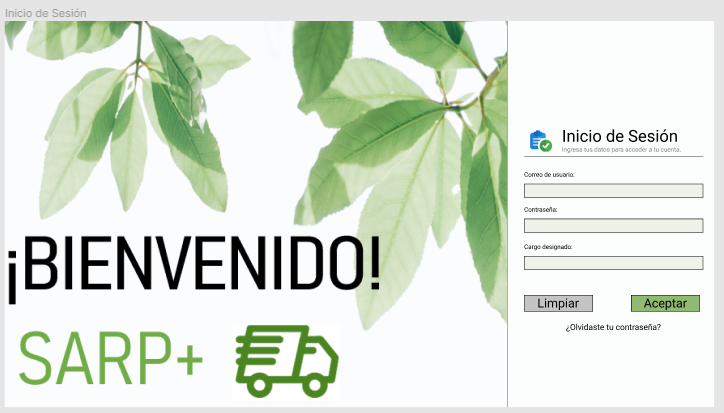 Inicio de Sesión
¡BIENVENIDO!
SARP+
Inicio de Sesión
Ingresa tus datos para acceder a tu cuenta.
Correo de usuario:
Contraseña:
Cargo designado:
Limpiar
Aceptar
¿Olvidaste tu contraseña?